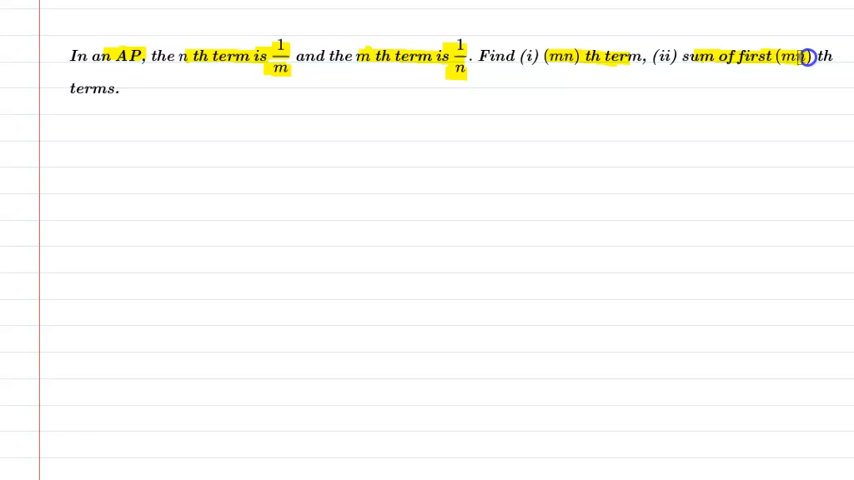 In an AP, the n th term is 1/m and the m th term is 1/n. Find (i) (mn) th term, (ii) sum of first (mn) th
terms.